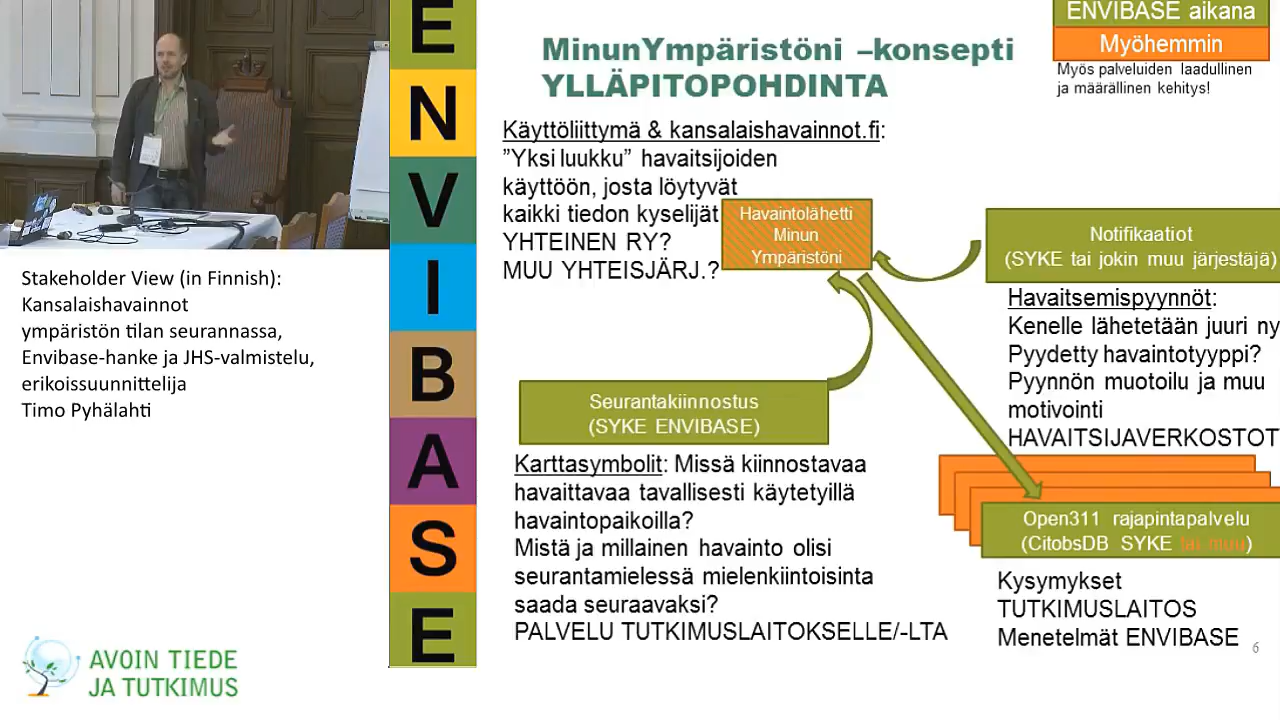 Stakeholder View (in Finnish):
Kansalaishavainnot
ympäristön tilan seurannassa,
Envibase-hanke ja JHS-valmistelu,
erikoissuunnittelija
Timo Pyhälahti
AVOIN TIEDE
JA TUTKIMUS
E
N
V
I
B
A
S
E
MinunYmpäristöni –konsepti
YLLÄPITOPOHDINTA
ENVIBASE aikana
Myöhemmin
Myös palveluiden laadullinen
ja määrällinen kehitys!
Käyttöliittymä & kansalaishavainnot.fi:
”Yksi luukku” havaitsijoiden
käyttöön, josta löytyvät
kaikki tiedon kyselijät
YHTEINEN RY?
MUU YHTEISJÄRJ.?
Havaintolähetti
Minun
Ympäristöni
Notifikaatiot
(SYKE tai jokin muu järjestäjä)
Havaitsemispyynnöt:
Kenelle lähetetään juuri ny
Pyydetty havaintotyyppi?
Pyynnön muotoilu ja muu
motivointi
HAVAITSIJAVERKOSTOT
Seurantakiinnostus
(SYKE ENVIBASE)
Karttasymbolit: Missä kiinnostavaa
havaittavaa tavallisesti käytetyillä
havaintopaikoilla?
Mistä ja millainen havainto olisi
seurantamielessä mielenkiintoisinta
saada seuraavaksi?
PALVELU TUTKIMUSLAITOKSELLE/-LTA
Open311 rajapintapalvelu
(CitobsDB SYKE tai muu)
Kysymykset
TUTKIMUSLAITOS
Menetelmät ENVIBASE
6